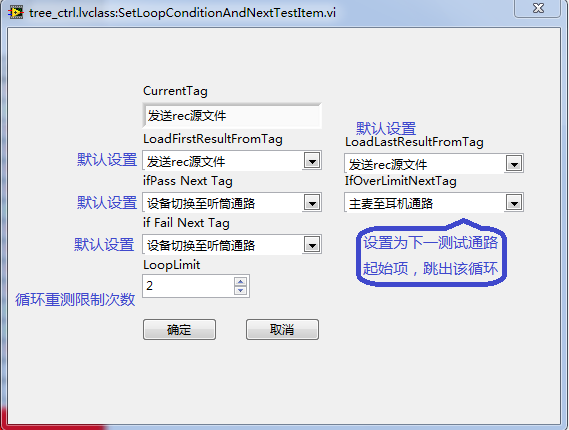 tree_ctrl.lvclass:SetLoopConditionAndNextTestItem.vi
CurrentTag
发送rec源文件
默认设置
LoadFirstResultFromTag
LoadLastResultFromTag
默认设置
发送rec源文件
发送rec源文件
ifPass Next Tag
IfOverLimitNextTag
默认设置
设备切换至听筒通路
主要至耳机通路
if Fail Next Tag
默认设置
设备切换至听筒通路
设置为下一测试通路
起始项，跳出该循环
LoopLimit
2
循环重测限制次数
确定
取消